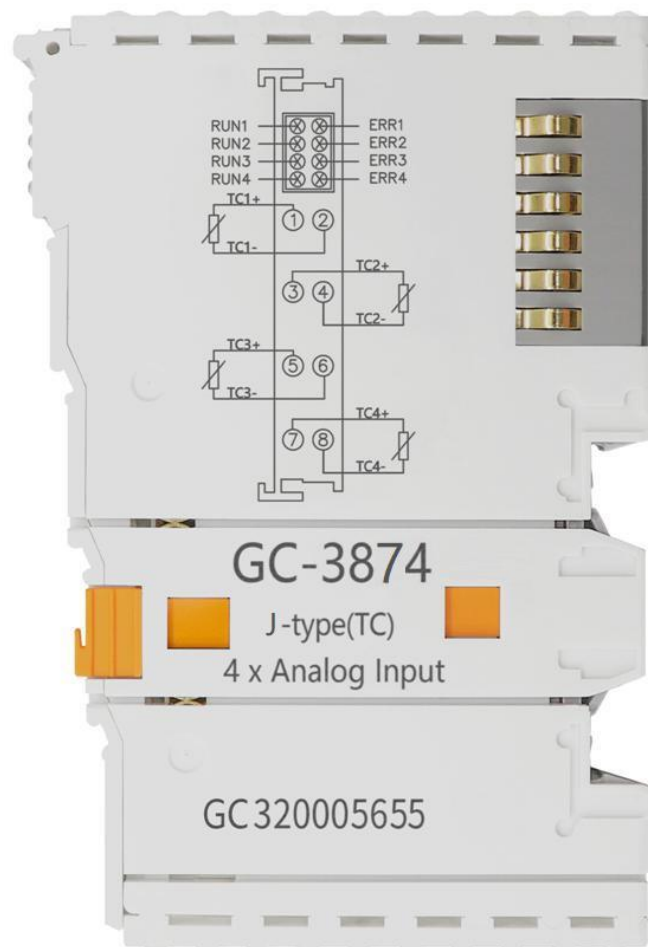 RUN1 ERR1
RUN2 ERR2
RUN3 ERR3
RUN4 ERR4
TC1+
1 2
TC1-
TC2+
3 4
TC2-
TC3+
5 6
TC3-
TC4+
7 8
TC4-
GC-3874
J-type(TC)
4 x Analog Input
GC320005655